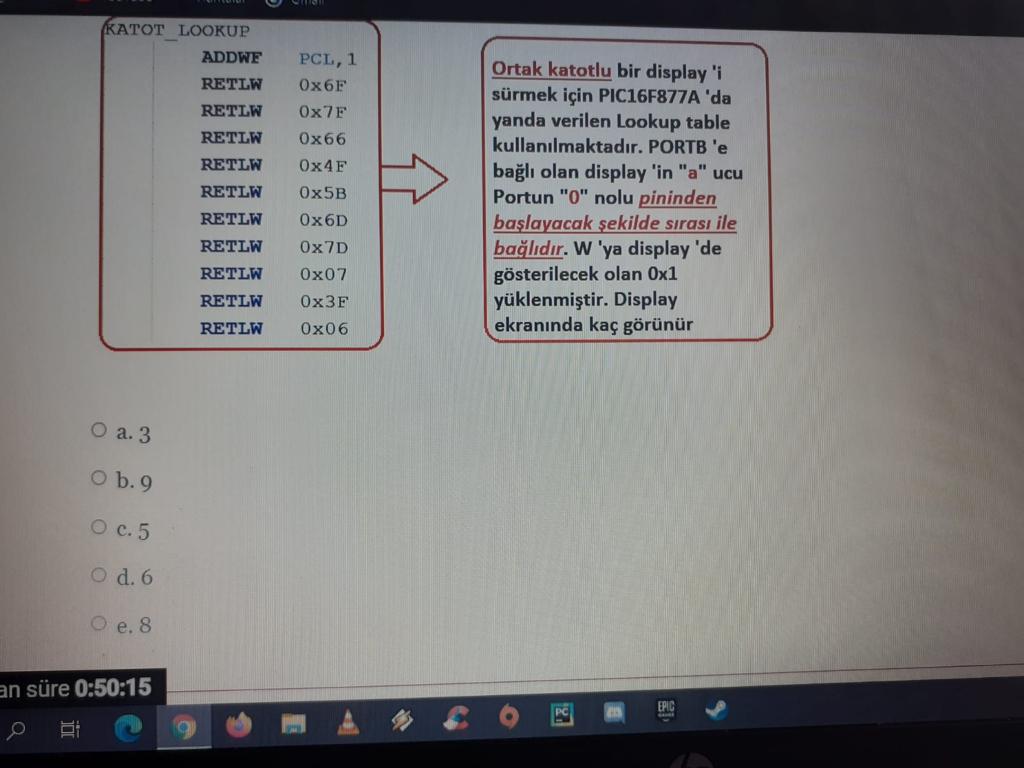 KATOT_LOOKUP
ADDWF PCL,1
RETLW 0x6F
RETLW 0x7F
RETLW 0x66
RETLW 0x4F
RETLW 0x5B
RETLW 0x6D
RETLW 0x7D
RETLW 0x07
RETLW 0x3F
RETLW 0x06
Ortak katotlu bir display 'i
sürmek için PIC16F877A 'da
yanda verilen Lookup table
kullanılmaktadır. PORTB 'e
bağlı olan display 'in "a" ucu
Portun "0" nolu pininden
başlayacak şekilde sırası ile
bağlıdır. W 'ya display 'de
gösterilecek olan 0x1
yüklenmiştir. Display
ekranında kaç görünür
a. 3
b. 9
c. 5
d. 6
e. 8
an süre 0:50:15
PC
EPIC
GAMES